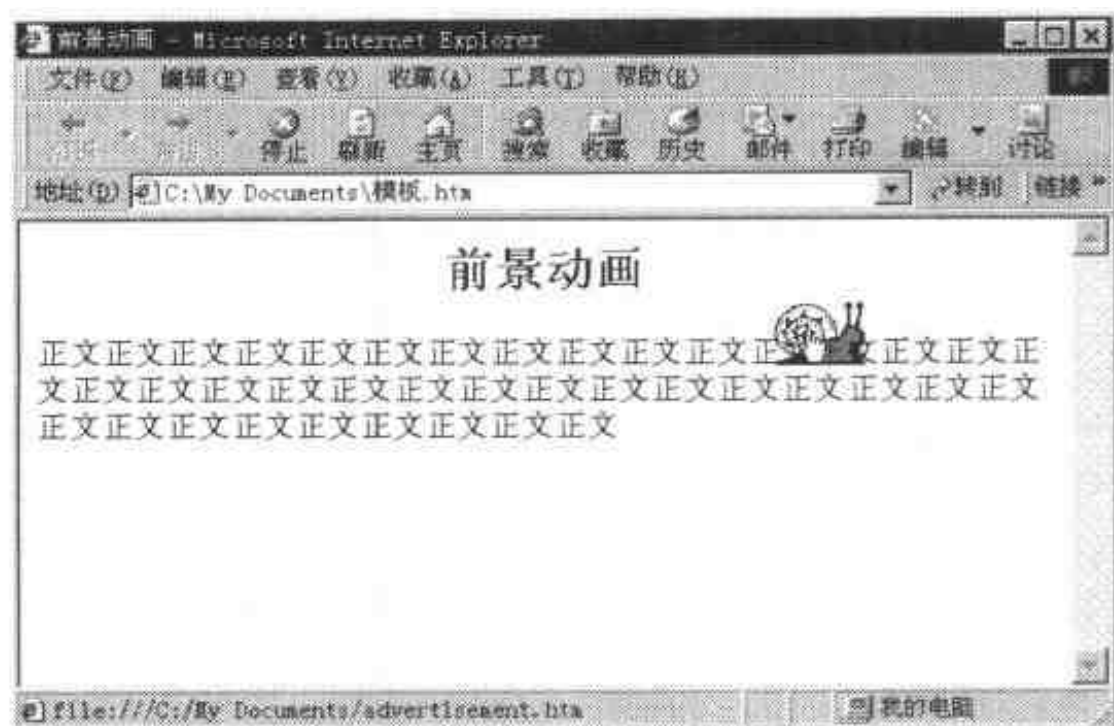 前景动画 - Microsoft Internet Explorer
文件(F) 编辑(E) 查看(V) 收藏(A) 工具(T) 帮助(H)
停止 刷新 主页 搜索 收藏 历史 邮件 打印 编辑 讨论
地址(D) C:\My Documents\模板.htm 转到 链接 »
前景动画
正文正文正文正文正文正文正文正文正文正文正文正文文正文正文正
文正文正文正文正文正文正文正文正文正文正文正文正文正文正文正文
正文正文正文正文正文正文正文正文正文
file:///C:/My Documents/advertisement.htm 我的电脑